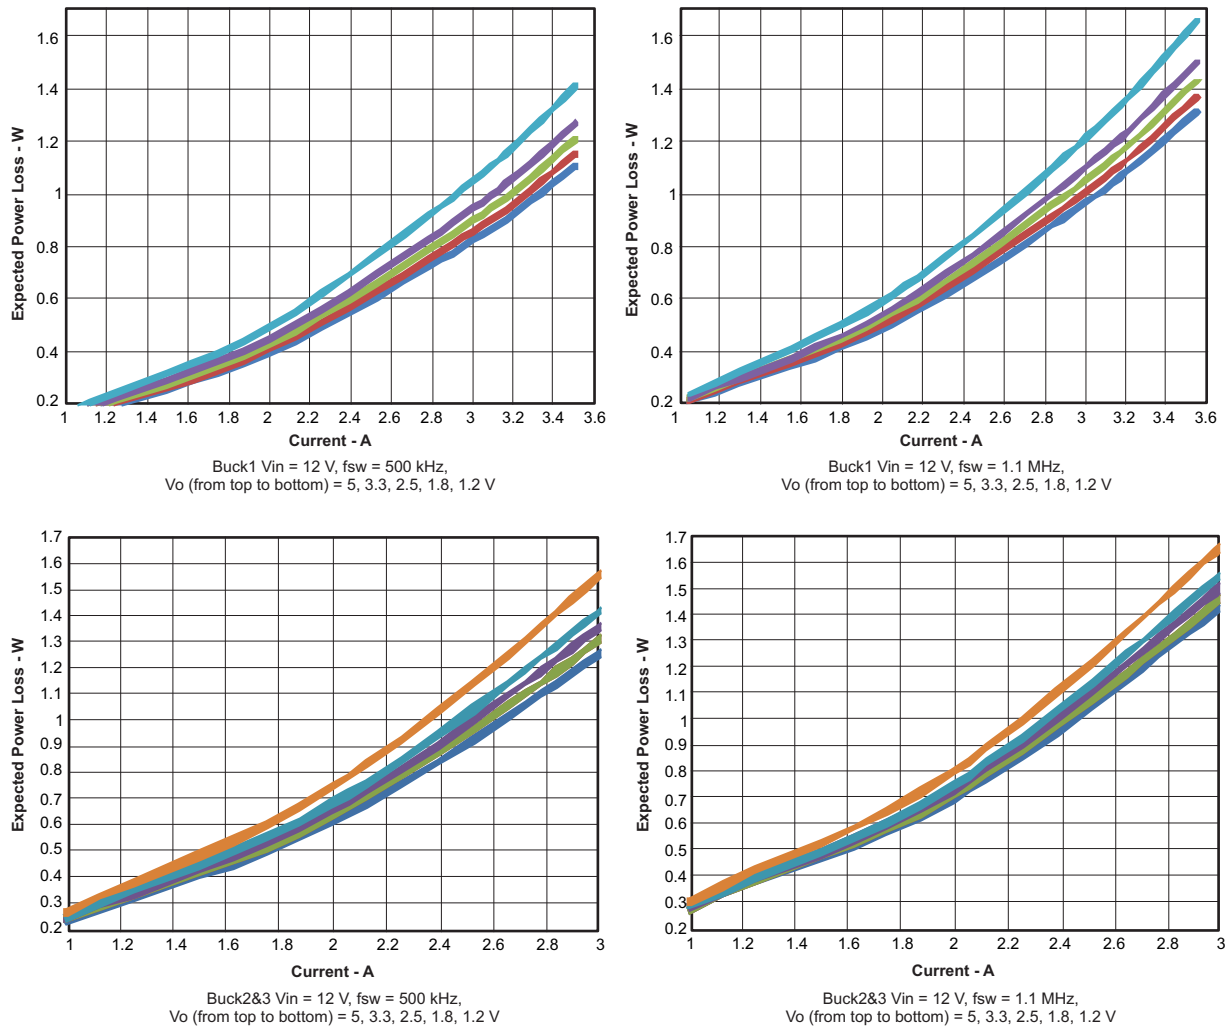 1.6
1.4
1.2
1
0.8
0.6
0.4
0.2
Expected Power Loss - W
1 1.2 1.4 1.6 1.8 2 2.2 2.4 2.6 2.8 3 3.2 3.4 3.6
Current - A
Buck1 Vin = 12 V, fsw = 500 kHz,
Vo (from top to bottom) = 5, 3.3, 2.5, 1.8, 1.2 V
1.6
1.4
1.2
1
0.8
0.6
0.4
0.2
Expected Power Loss - W
1 1.2 1.4 1.6 1.8 2 2.2 2.4 2.6 2.8 3 3.2 3.4 3.6
Current - A
Buck1 Vin = 12 V, fsw = 1.1 MHz,
Vo (from top to bottom) = 5, 3.3, 2.5, 1.8, 1.2 V
1.7
1.6
1.5
1.4
1.3
1.2
1.1
1
0.9
0.8
0.7
0.6
0.5
0.4
0.3
0.2
Expected Power Loss - W
1 1.2 1.4 1.6 1.8 2 2.2 2.4 2.6 2.8 3
Current - A
Buck2&3 Vin = 12 V, fsw = 500 kHz,
Vo (from top to bottom) = 5, 3.3, 2.5, 1.8, 1.2 V
1.7
1.6
1.5
1.4
1.3
1.2
1.1
1
0.9
0.8
0.7
0.6
0.5
0.4
0.3
0.2
Expected Power Loss - W
1 1.2 1.4 1.6 1.8 2 2.2 2.4 2.6 2.8 3
Current - A
Buck2&3 Vin = 12 V, fsw = 1.1 MHz,
Vo (from top to bottom) = 5, 3.3, 2.5, 1.8, 1.2 V